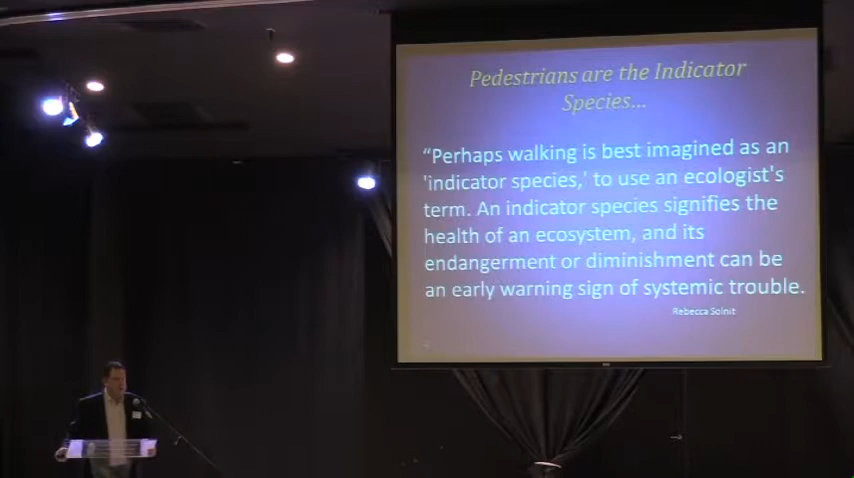 Pedestrians are the Indicator
Species...
“Perhaps walking is best imagined as an
'indicator species,' to use an ecologist's
term. An indicator species signifies the
health of an ecosystem, and its
endangerment or diminishment can be
an early warning sign of systemic trouble.
Rebecca Solnit